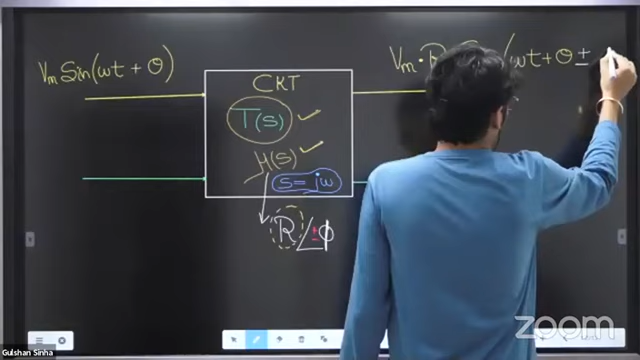 Vm Sin(ωt + θ)
Vm · R (ωt + θ ±
CKT
T(s) ✓
H(s) ✓
s = jω
R∠±ϕ
zoom
Gulshan Sinha